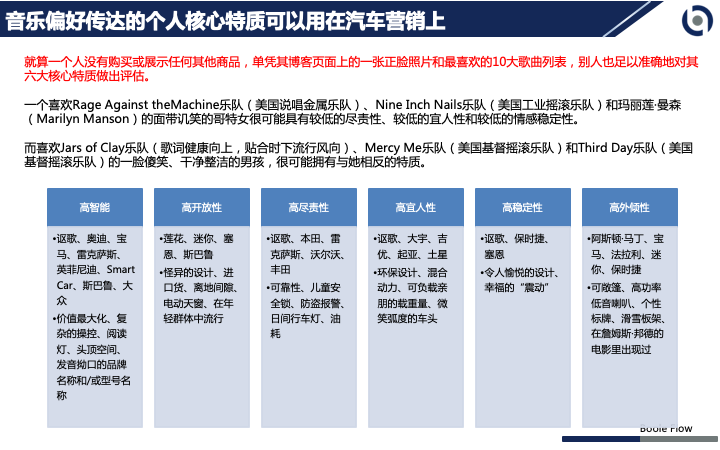 音乐偏好传达的个人核心特质可以用在汽车营销上
就算一个人没有购买或展示任何其他商品，单凭其博客页面上的一张正脸照片和最喜欢的10大歌曲列表，别人也足以准确地对其
六大核心特质做出评估。
一个喜欢Rage Against theMachine乐队（美国说唱金属乐队）、Nine Inch Nails乐队（美国工业摇滚乐队）和玛丽莲·曼森
（Marilyn Manson）的面带讥笑的哥特女很可能具有较低的尽责性、较低的宜人性和较低的情感稳定性。
而喜欢Jars of Clay乐队（歌词健康向上，贴合时下流行风向）、Mercy Me乐队（美国基督摇滚乐队）和Third Day乐队（美国
基督摇滚乐队）的一脸傻笑、干净整洁的男孩，很可能拥有与她相反的特质。
高智能
•讴歌、奥迪、宝
马、雷克萨斯、
英菲尼迪、Smart
Car、斯巴鲁、大
众
•价值最大化、复
杂的操控、阅读
灯、头顶空间、
发音拗口的品牌
名称和/或型号名
称
高开放性
•莲花、迷你、塞
恩、斯巴鲁
•怪异的设计、进
口货、离地间隙、
电动天窗、在年
轻群体中流行
高尽责性
•讴歌、本田、雷
克萨斯、沃尔沃、
丰田
•可靠性、儿童安
全锁、防盗报警、
日间行车灯、油
耗
高宜人性
•讴歌、大宇、吉
优、起亚、土星
•环保设计、混合
动力、可负载亲
朋的载重量、微
笑弧度的车头
高稳定性
•讴歌、保时捷、
塞恩
•令人愉悦的设计、
幸福的“震动”
高外倾性
•阿斯顿·马丁、宝
马、法拉利、迷
你、保时捷
•可敞篷、高功率
低音喇叭、个性
标牌、滑雪板架、
在詹姆斯·邦德的
电影里出现过
Boole Flow